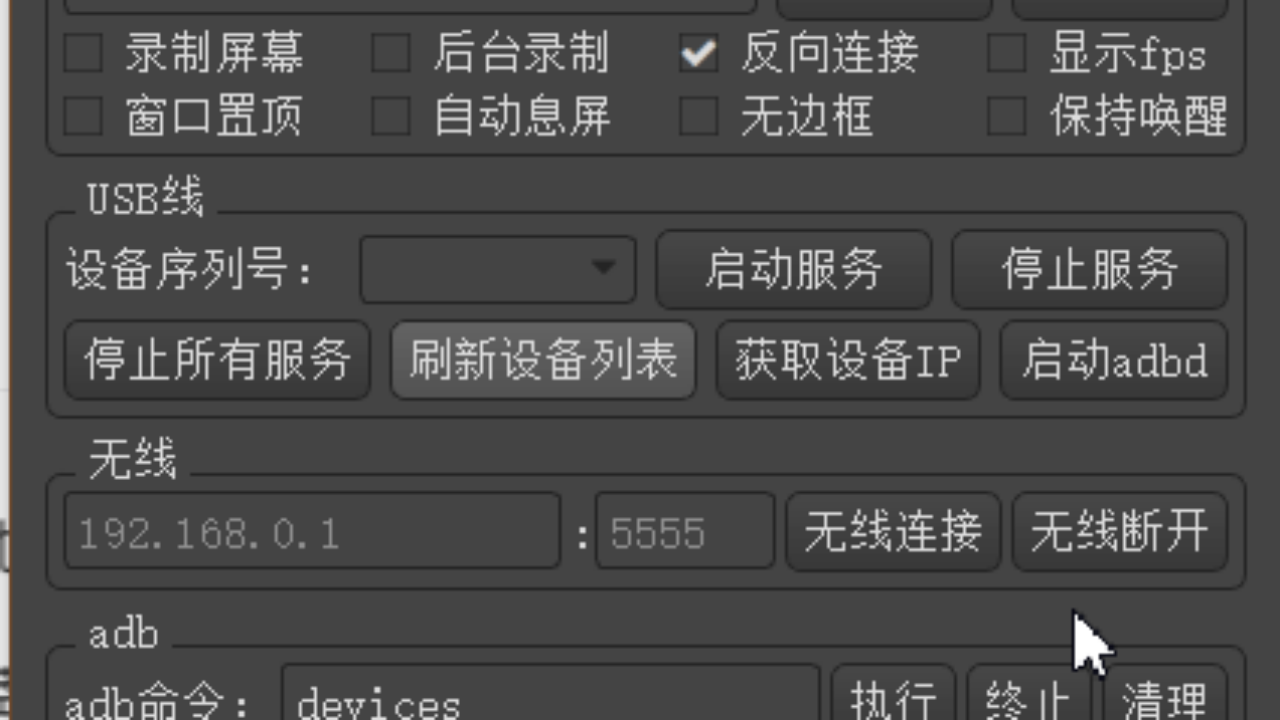 录制屏幕 后台录制 反向连接 显示fps
窗口置顶 自动息屏 无边框 保持唤醒
USB线
设备序列号： 启动服务 停止服务
停止所有服务 刷新设备列表 获取设备IP 启动adbd
无线
192.168.0.1 : 5555 无线连接 无线断开
adb
adb命令： devices 执行 终止 清理